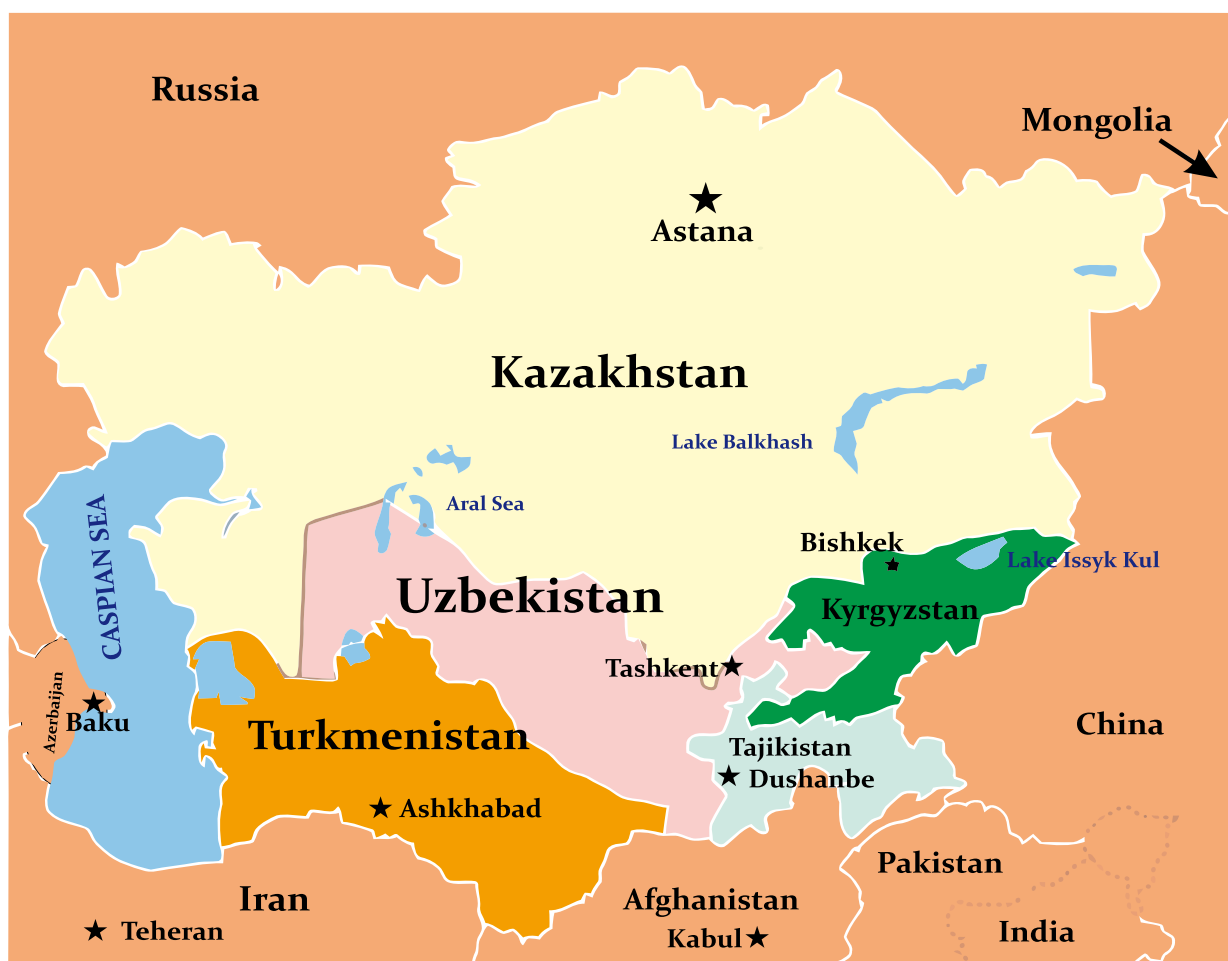 Russia
Mongolia
Astana
Kazakhstan
Lake Balkhash
Aral Sea
CASPIAN SEA
Bishkek
Lake Issyk Kul
Uzbekistan
Kyrgyzstan
Tashkent
Azerbaijan
Baku
Turkmenistan
China
Tajikistan
Dushanbe
Ashkhabad
Pakistan
Iran
Afghanistan
Teheran
Kabul
India